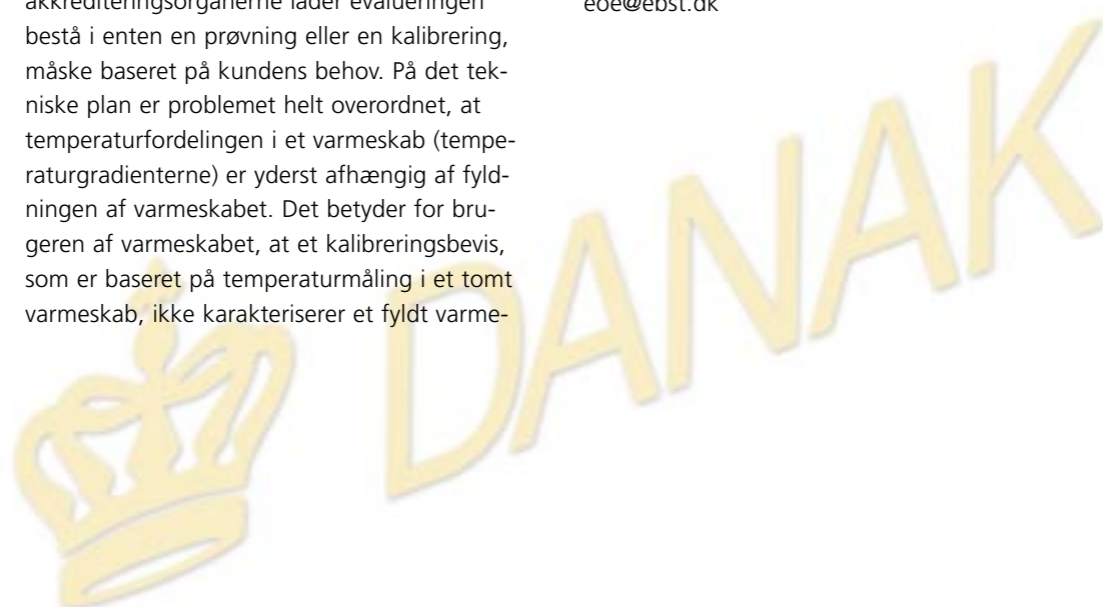 akkrediteringsorganerne lader evalueringen
bestå i enten en prøvning eller en kalibrering,
måske baseret på kundens behov. På det tek-
niske plan er problemet helt overordnet, at
temperaturfordelingen i et varmeskab (tempe-
raturgradienterne) er yderst afhængig af fyld-
ningen af varmeskabet. Det betyder for bru-
geren af varmeskabet, at et kalibreringsbevis,
som er baseret på temperaturmåling i et tomt
varmeskab, ikke karakteriserer et fyldt varme-
eoe@ebst.dk
DANAK